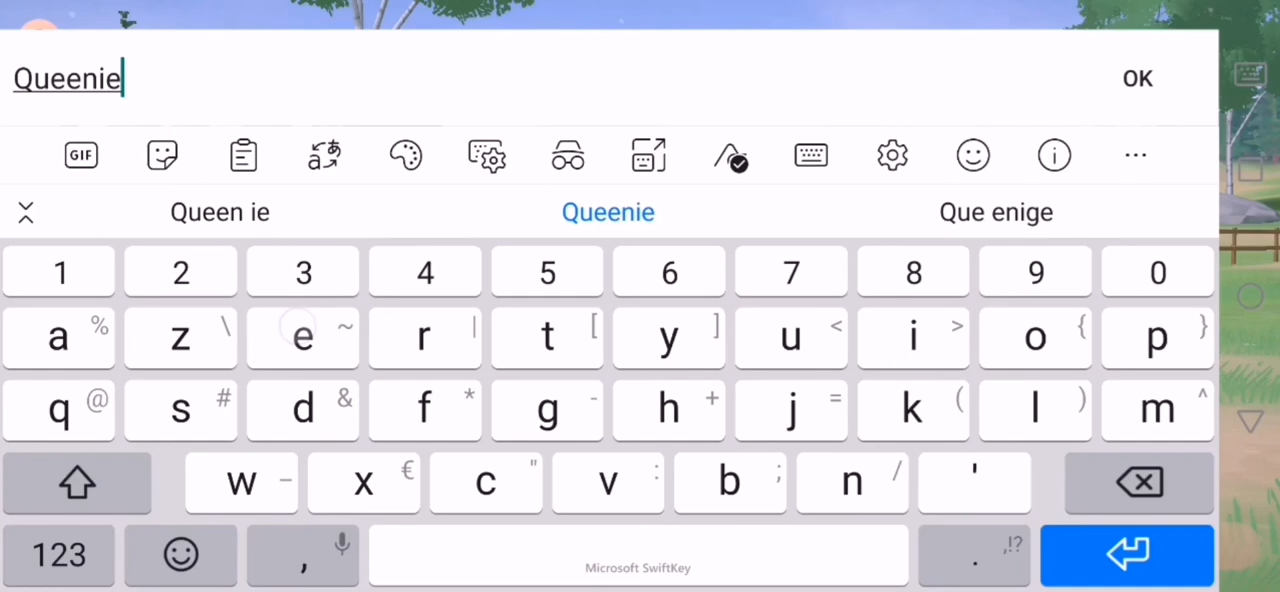 Queenie
OK
GIF
Queen ie Queenie Que enige
1 2 3 4 5 6 7 8 9 0
a % z \ e ~ r | t [ y ] u < i > o { p }
q @ s # d & f * g - h + j = k ( l ) m ^
w _ x € c " v : b ; n / '
123 , Microsoft SwiftKey . ,!?